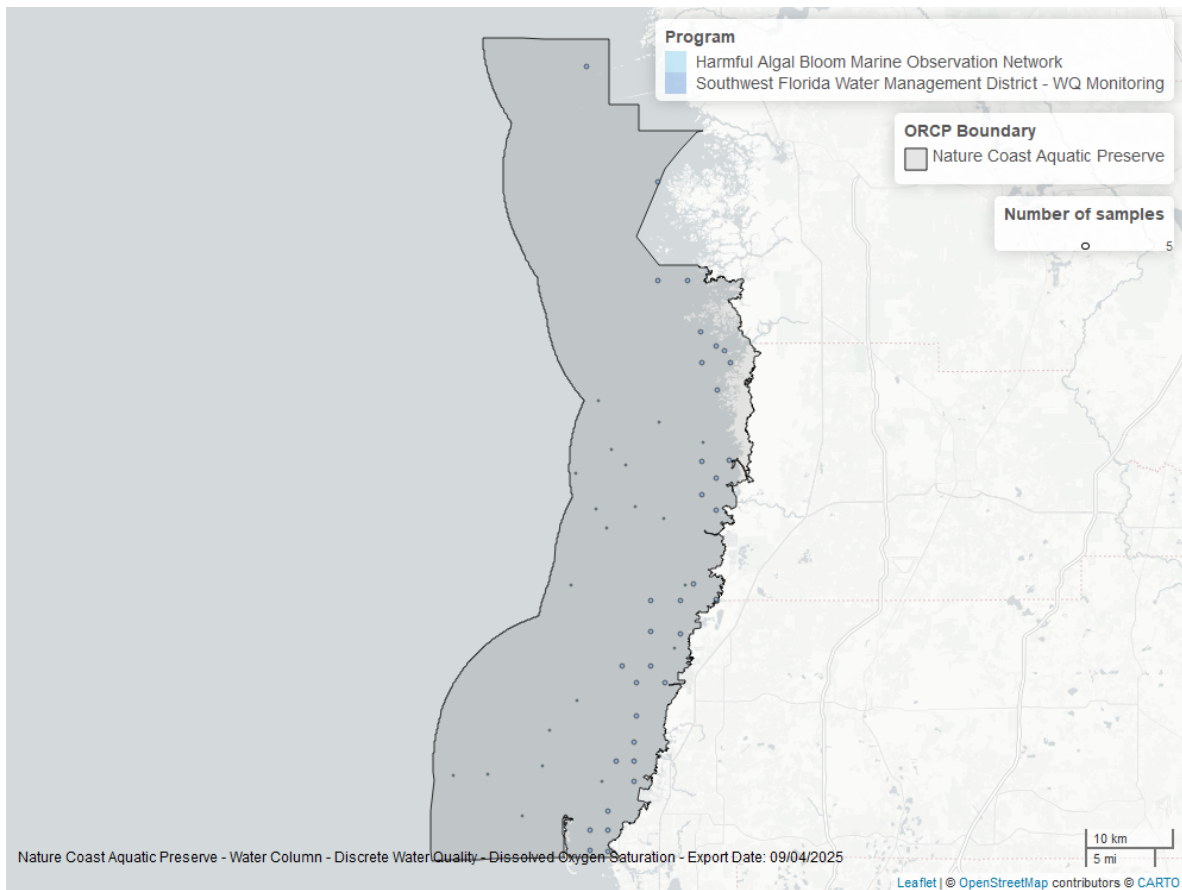 Program
Harmful Algal Bloom Marine Observation Network
Southwest Florida Water Management District - WQ Monitoring
ORCP Boundary
Nature Coast Aquatic Preserve
Number of samples
5
10 km
5 mi
Nature Coast Aquatic Preserve - Water Column - Discrete Water Quality - Dissolved Oxygen Saturation - Export Date: 09/04/2025
Leaflet | © OpenStreetMap contributors © CARTO